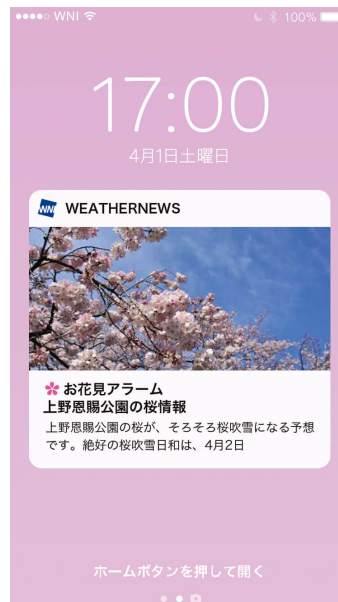 WNI
100%
17:00
4月1日土曜日
WNI WEATHERNEWS
お花見アラーム
上野恩賜公園の桜情報
上野恩賜公園の桜が、そろそろ桜吹雪になる予想
です。絶好の桜吹雪日和は、4月2日
ホームボタンを押して開く